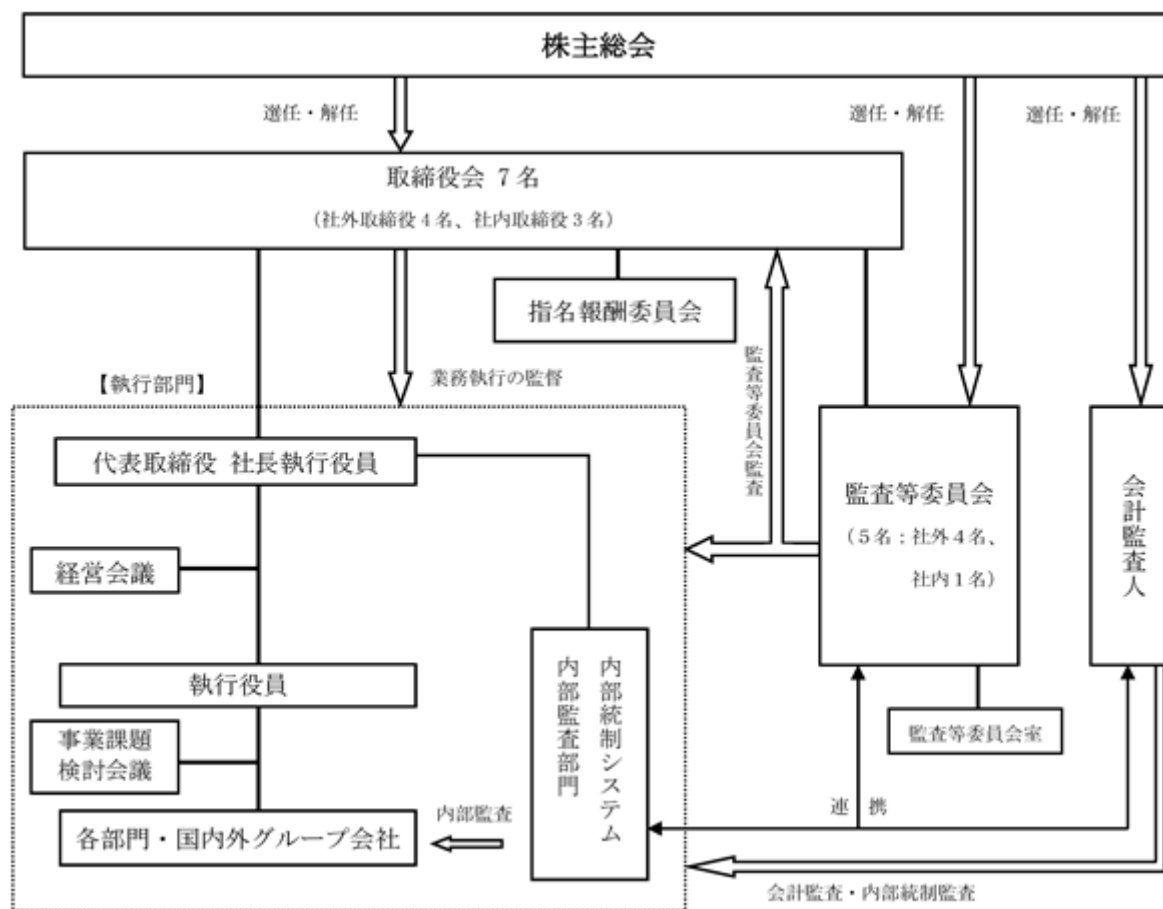 株主総会
選任・解任
選任・解任
選任・解任
取締役会 7名
（社外取締役4名、社内取締役3名）
指名報酬委員会
【執行部門】
業務執行の監督
監査等委員会監査
代表取締役 社長執行役員
監査等委員会
（5名：社外4名、
社内1名）
会計監査人
経営会議
執行役員
内部統制システム
内部監査部門
監査等委員会室
事業課題
検討会議
内部監査
連携
各部門・国内外グループ会社
会計監査・内部統制監査